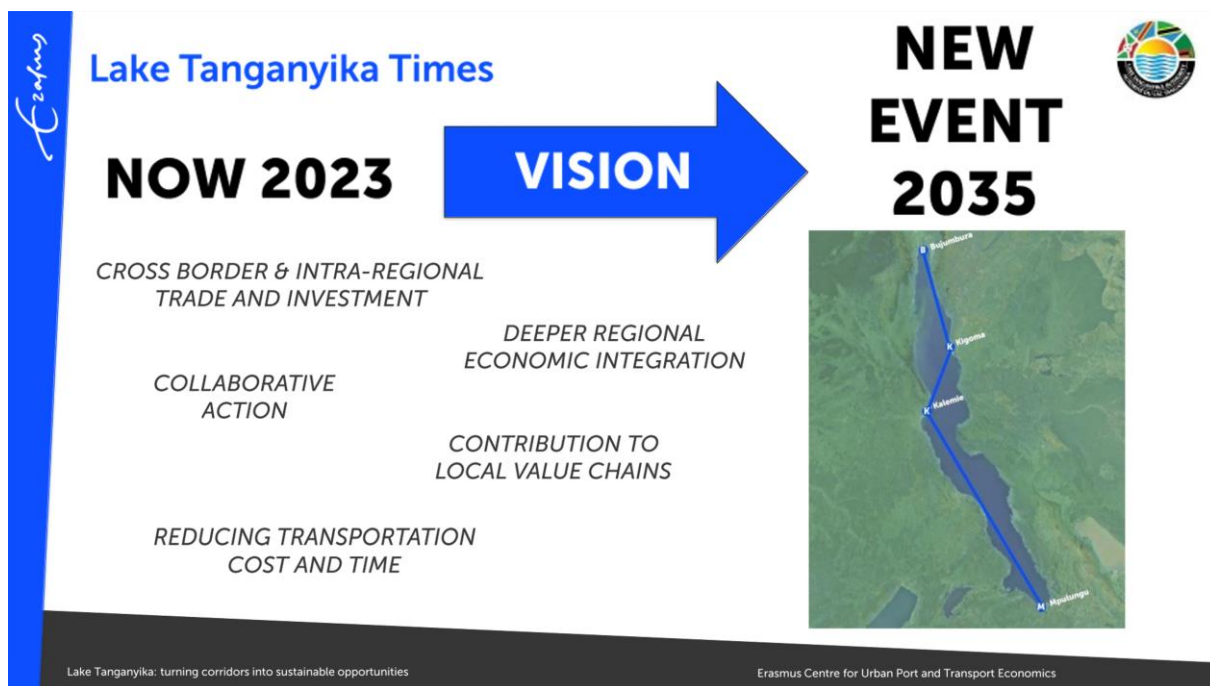 Erasmus
Lake Tanganyika Times
NOW 2023
VISION
NEW
EVENT
2035
CROSS BORDER & INTRA-REGIONAL
TRADE AND INVESTMENT
DEEPER REGIONAL
ECONOMIC INTEGRATION
COLLABORATIVE
ACTION
CONTRIBUTION TO
LOCAL VALUE CHAINS
REDUCING TRANSPORTATION
COST AND TIME
B Bujumbura
K Kigoma
K Kalemie
M Mpulungu
Lake Tanganyika: turning corridors into sustainable opportunities
Erasmus Centre for Urban Port and Transport Economics